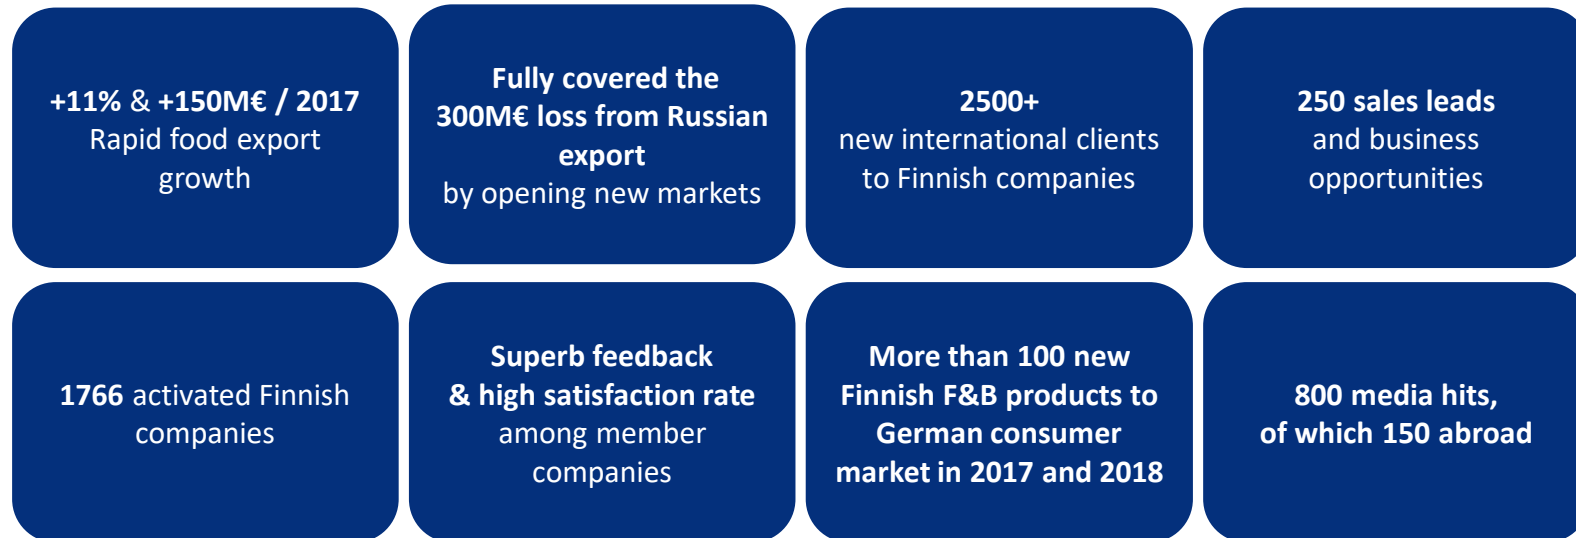 +11% & +150M€ / 2017
Rapid food export
growth
Fully covered the
300M€ loss from Russian
export
by opening new markets
2500+
new international clients
to Finnish companies
250 sales leads
and business
opportunities
1766 activated Finnish
companies
Superb feedback
& high satisfaction rate
among member
companies
More than 100 new
Finnish F&B products to
German consumer
market in 2017 and 2018
800 media hits,
of which 150 abroad